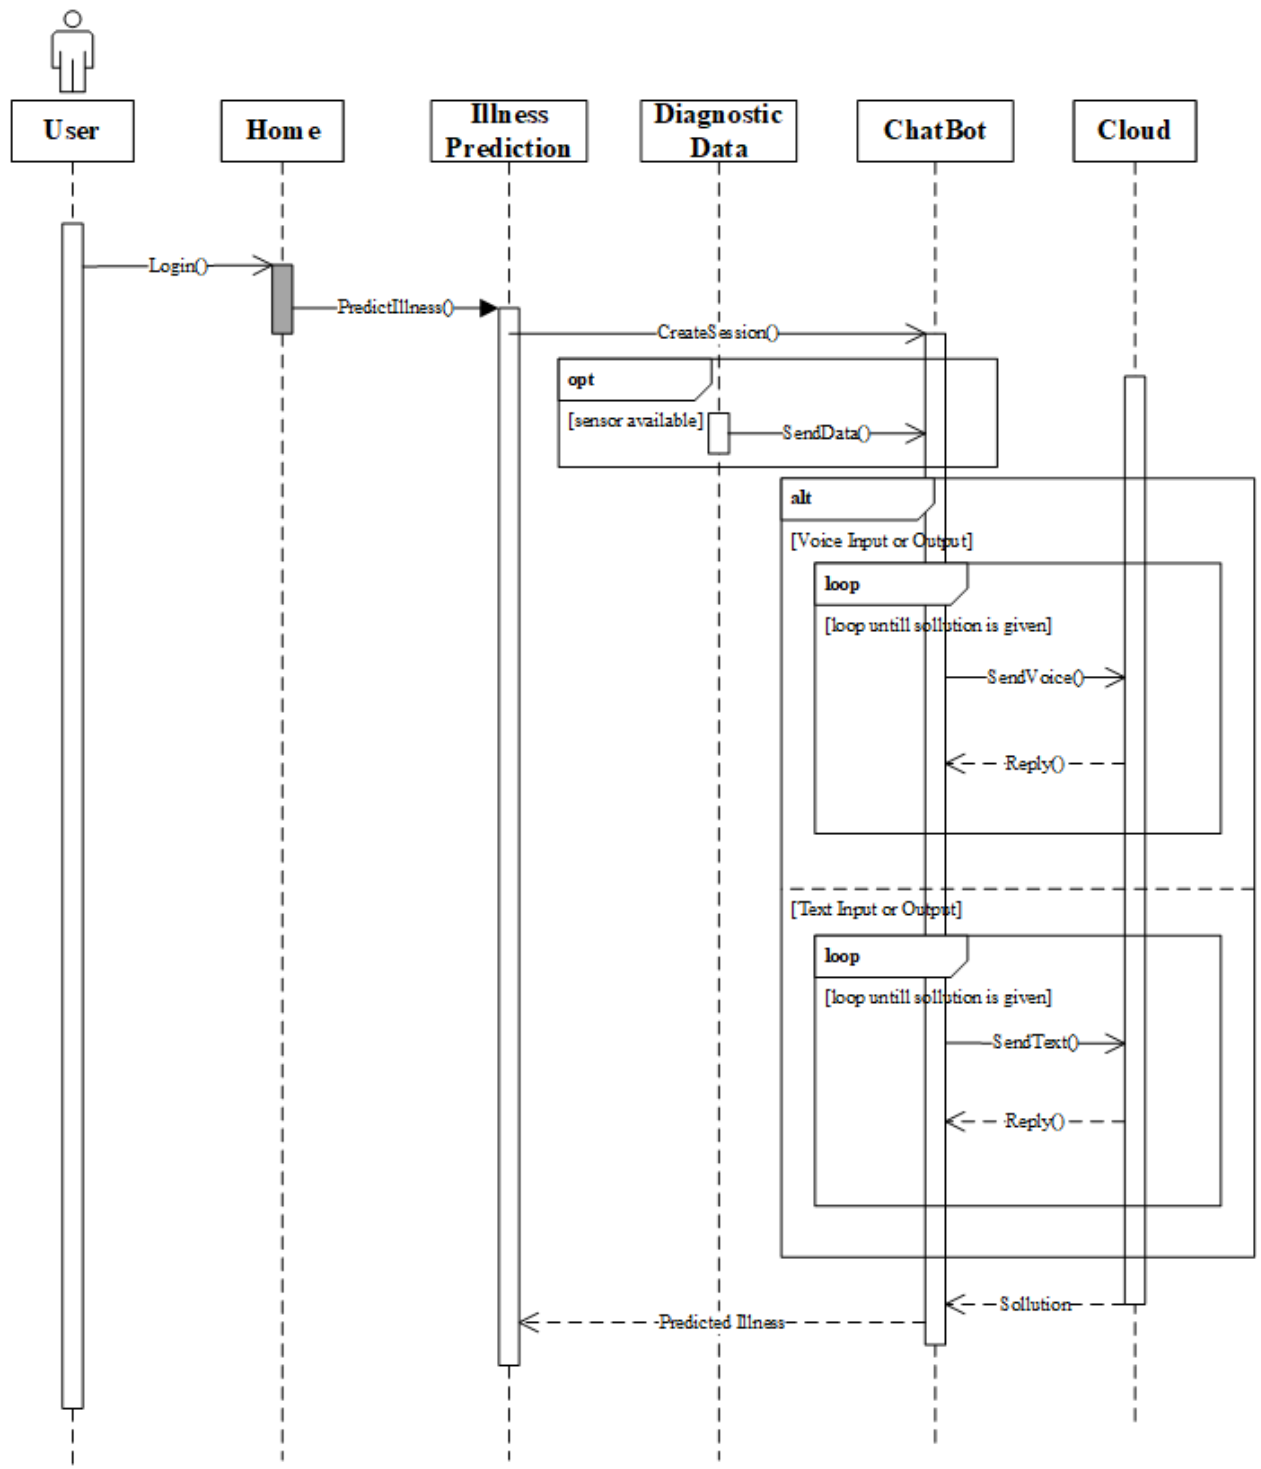 User
Home
Illness
Prediction
Diagnostic
Data
ChatBot
Cloud
Login()
PredictIllness()
CreateSession()
opt
[sensor available]
SendData()
alt
[Voice Input or Output]
loop
[loop untill sollution is given]
SendVoice()
Reply()
[Text Input or Output]
loop
[loop untill sollution is given]
SendText()
Reply()
Sollution
Predicted Illness